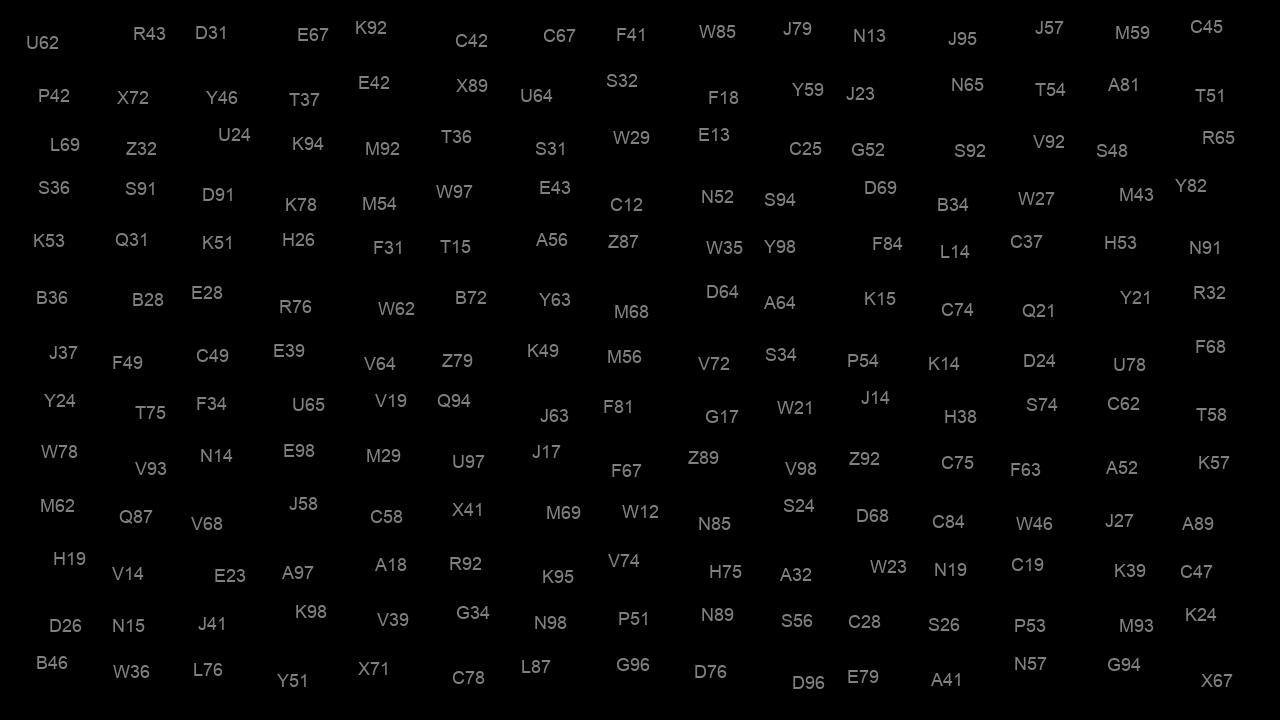 U62 R43 D31 E67 K92 C42 C67 F41 W85 J79 N13 J95 J57 M59 C45
P42 X72 Y46 T37 E42 X89 U64 S32 F18 Y59 J23 N65 T54 A81 T51
L69 Z32 U24 K94 M92 T36 S31 W29 E13 C25 G52 S92 V92 S48 R65
S36 S91 D91 K78 M54 W97 E43 C12 N52 S94 D69 B34 W27 M43 Y82
K53 Q31 K51 H26 F31 T15 A56 Z87 W35 Y98 F84 L14 C37 H53 N91
B36 B28 E28 R76 W62 B72 Y63 M68 D64 A64 K15 C74 Q21 Y21 R32
J37 F49 C49 E39 V64 Z79 K49 M56 V72 S34 P54 K14 D24 U78 F68
Y24 T75 F34 U65 V19 Q94 J63 F81 G17 W21 J14 H38 S74 C62 T58
W78 V93 N14 E98 M29 U97 J17 F67 Z89 V98 Z92 C75 F63 A52 K57
M62 Q87 V68 J58 C58 X41 M69 W12 N85 S24 D68 C84 W46 J27 A89
H19 V14 E23 A97 A18 R92 K95 V74 H75 A32 W23 N19 C19 K39 C47
D26 N15 J41 K98 V39 G34 N98 P51 N89 S56 C28 S26 P53 M93 K24
B46 W36 L76 Y51 X71 C78 L87 G96 D76 D96 E79 A41 N57 G94 X67